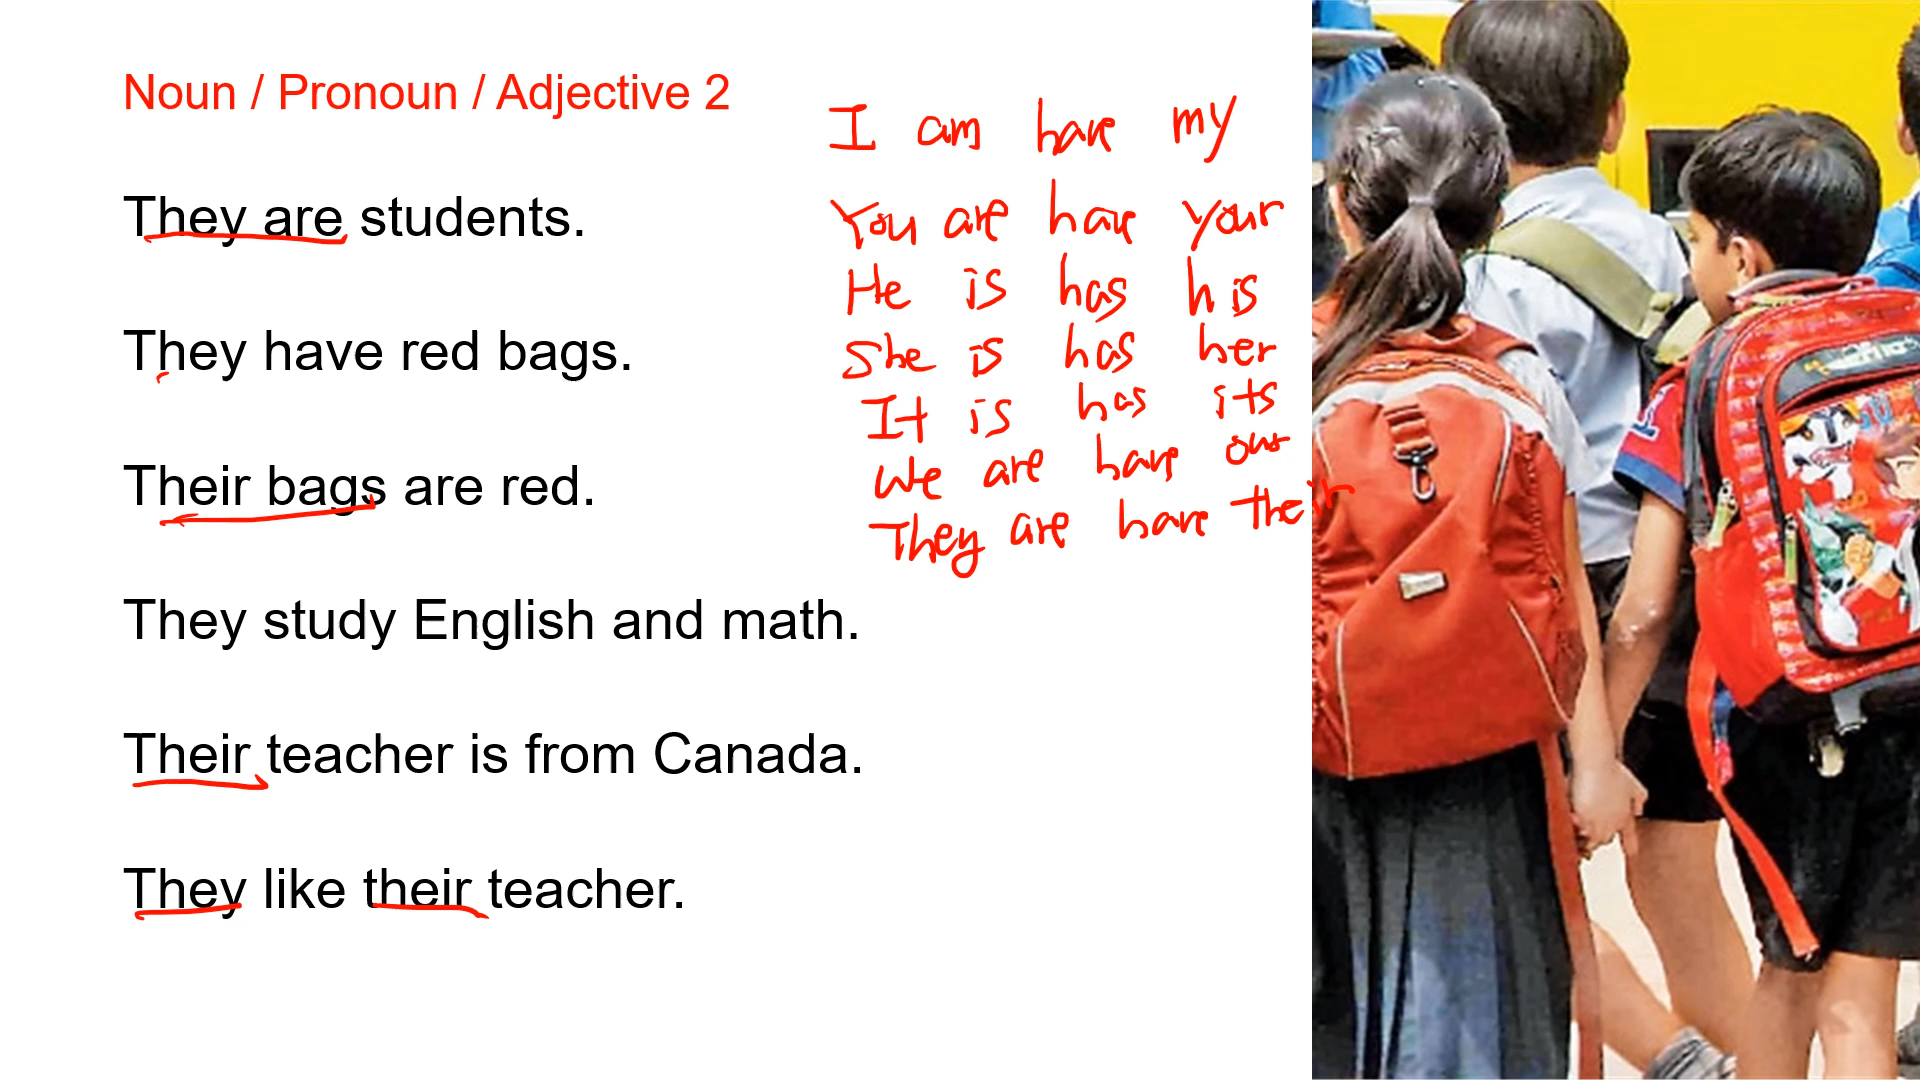 Noun / Pronoun / Adjective 2
They are students.
They have red bags.
Their bags are red.
They study English and math.
Their teacher is from Canada.
They like their teacher.
I am have my
You are have your
He is has his
She is has her
It is has its
We are have our
They are have their